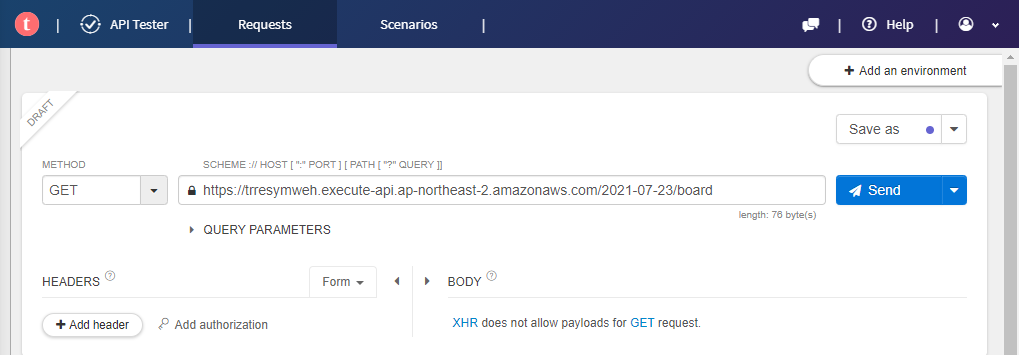 t | API Tester | Requests Scenarios | | Help |
+ Add an environment
DRAFT
Save as
METHOD SCHEME :// HOST [ ":" PORT ] [ PATH [ "?" QUERY ]]
GET https://trresymweh.execute-api.ap-northeast-2.amazonaws.com/2021-07-23/board Send
length: 76 byte(s)
QUERY PARAMETERS
HEADERS ? Form BODY ?
+ Add header Add authorization XHR does not allow payloads for GET request.